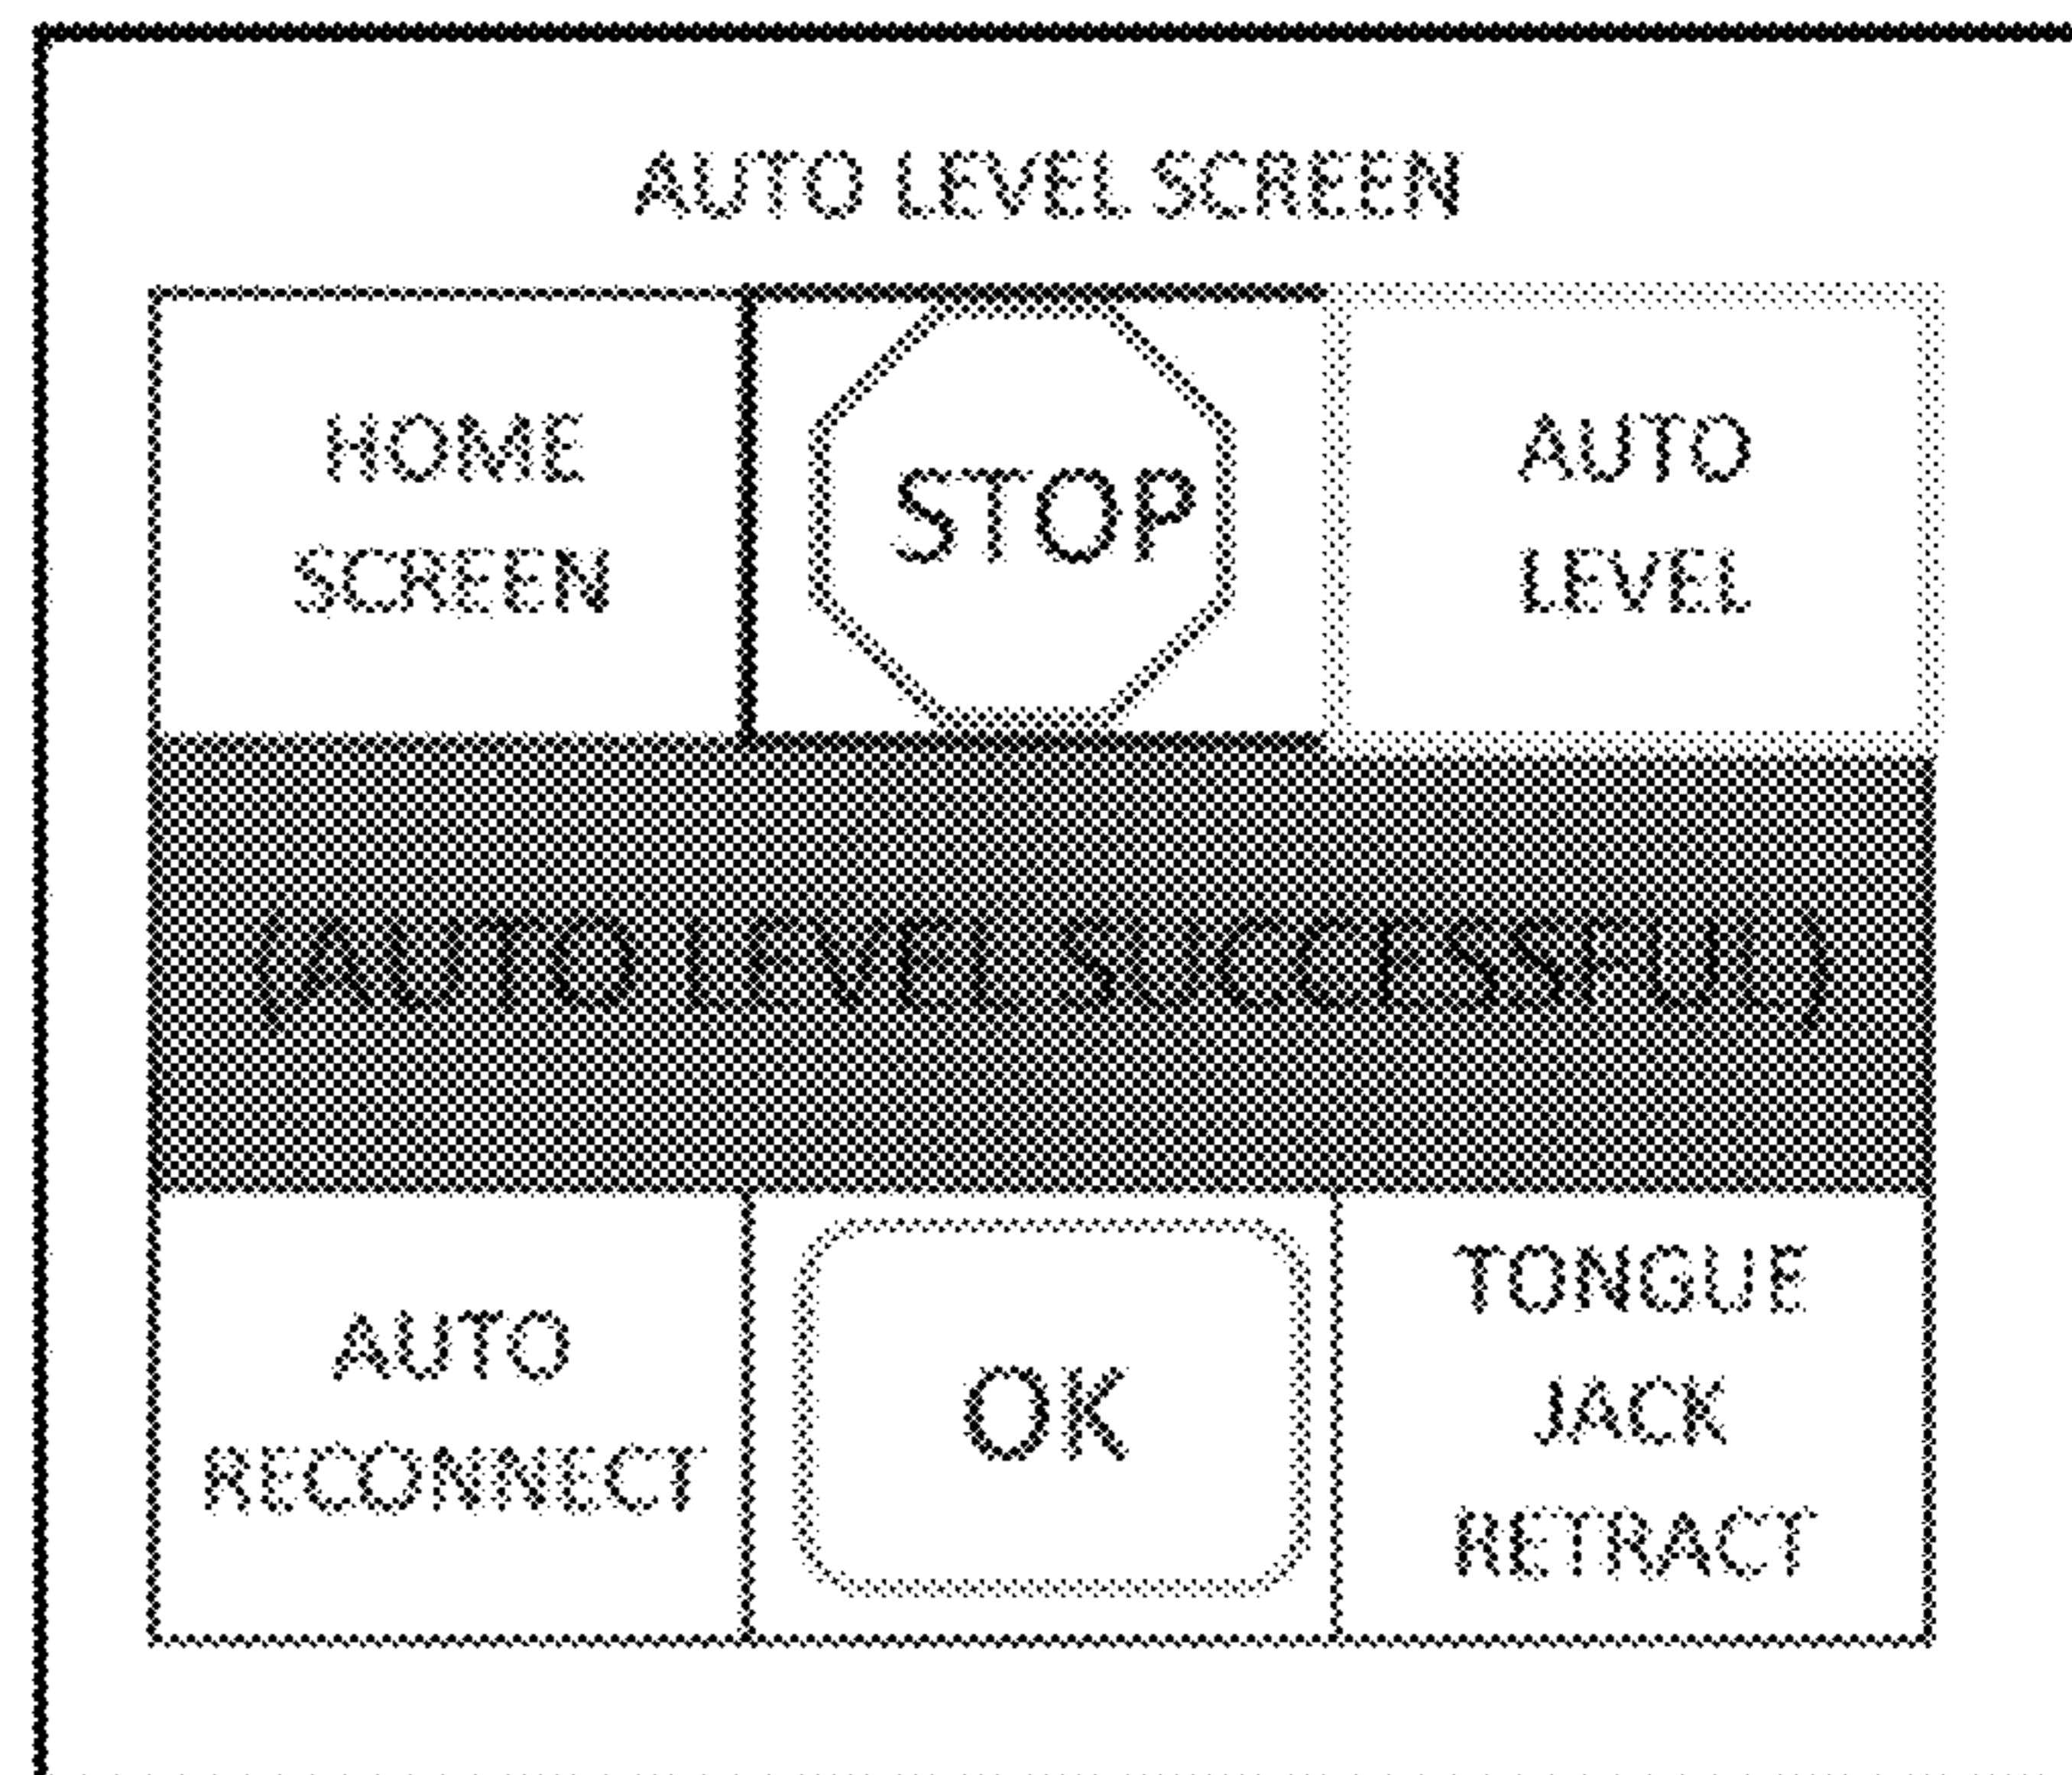 AUTO LEVEL SCREEN
HOME
SCREEN
STOP
AUTO
LEVEL
(AUTO LEVEL SUCCESSFUL)
AUTO
RECONNECT
OK
TONGUE
JACK
RETRACT